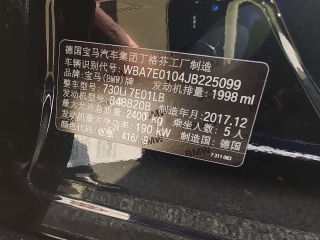 德国宝马汽车集团丁格芬工厂制造
车辆识别代号: WBA7E0104JB225099
品牌: 宝马(BMW)牌 发动机排量: 1998 ml
整车型号: 730Li7E01LB
发动机型号: B48B20B 制造年月: 2017.12
最大允许总质量: 2400 kg 乘坐人数: 5人
发动机最大净功率: 190 kW 制造国: 德国
416/
7 311 083